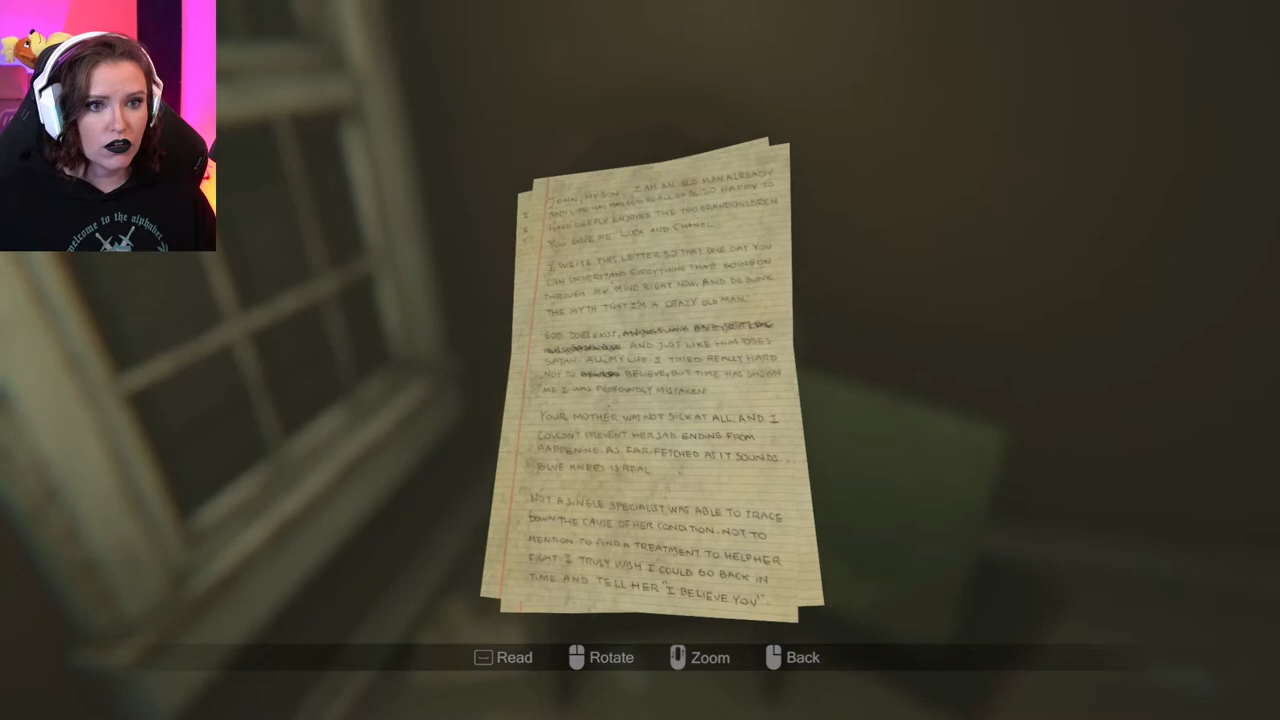 welcome to the alphabet
JOHN, MY SON. I AM AN OLD MAN ALREADY
AND LIFE HAS PASSED SO HAPPY TO
HAVE DEEPLY ENJOYED THE TWO GRANDCHILDREN
YOU GAVE ME. LUCA AND CHANEL.
I WRITE THIS LETTER SO THAT ONE DAY YOU
CAN UNDERSTAND EVERYTHING THAT'S GOING ON
THROUGH MY MIND RIGHT NOW, AND DEBUNK
THE MYTH THAT I'M A CRAZY OLD MAN.
GOD DOES EXIST,
AND JUST LIKE HIM DOES
SATAN. ALL MY LIFE I TRIED REALLY HARD
NOT TO BELIEVE, BUT TIME HAS SHOWN
ME I WAS PROFOUNDLY MISTAKEN.
YOUR MOTHER WAS NOT SICK AT ALL. AND I
COULDN'T PREVENT HER SAD ENDING FROM
HAPPENING. AS FAR-FETCHED AS IT SOUNDS...
BLUE KNEES IS REAL
NOT A SINGLE SPECIALIST WAS ABLE TO TRACE
DOWN THE CAUSE OF HER CONDITION. NOT TO
MENTION TO FIND A TREATMENT TO HELP HER
FIGHT. I TRULY WISH I COULD GO BACK IN
TIME AND TELL HER "I BELIEVE YOU".
Read Rotate Zoom Back